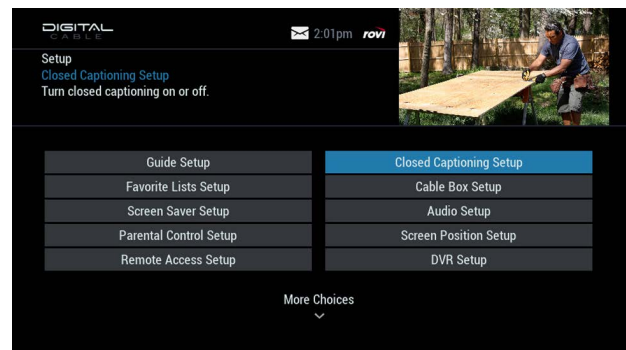 DIGITAL
CABLE
2:01pm rovi
Setup
Closed Captioning Setup
Turn closed captioning on or off.
Guide Setup
Closed Captioning Setup
Favorite Lists Setup
Cable Box Setup
Screen Saver Setup
Audio Setup
Parental Control Setup
Screen Position Setup
Remote Access Setup
DVR Setup
More Choices